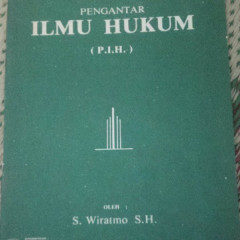 PENGANTAR
ILMU HUKUM
( P.I.H. )
OLEH :
S. Wiratmo S.H.